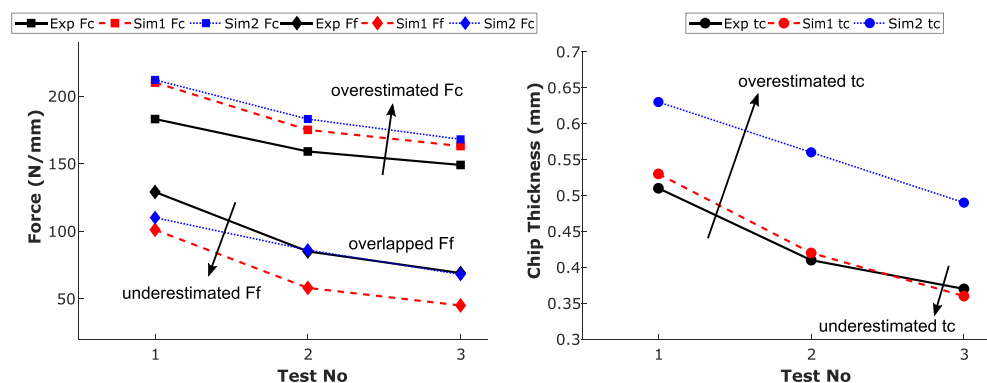 Exp Fc Sim1 Fc Sim2 Fc Exp Ff Sim1 Ff Sim2 Ff
200
150
100
50
Force (N/mm)
overestimated Fc
overlapped Ff
underestimated Ff
1 2 3
Test No
Exp tc Sim1 tc Sim2 tc
0.7
0.65
0.6
0.55
0.5
0.45
0.4
0.35
0.3
Chip Thickness (mm)
overestimated tc
underestimated tc
1 2 3
Test No